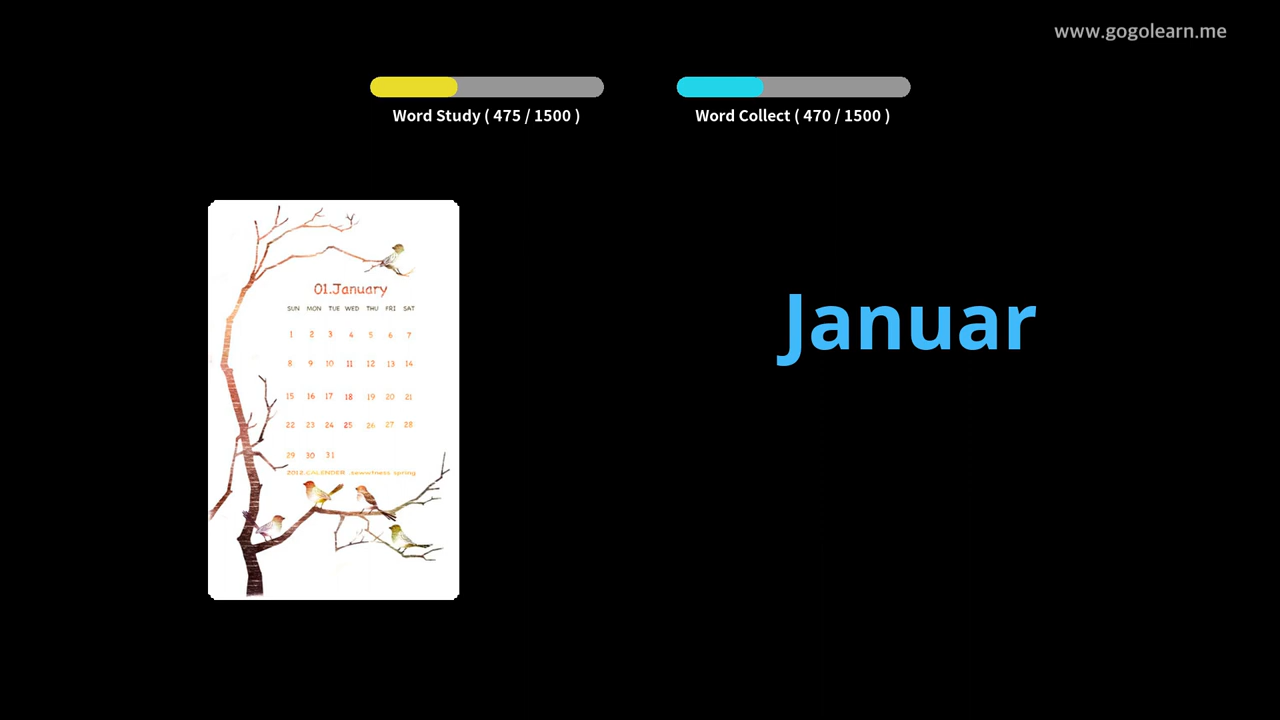 www.gogolearn.me
Word Study ( 475 / 1500 )
Word Collect ( 470 / 1500 )
01.January
SUN MON TUE WED THU FRI SAT
1 2 3 4 5 6 7
8 9 10 11 12 13 14
15 16 17 18 19 20 21
22 23 24 25 26 27 28
29 30 31
CALENDER spring
Januar